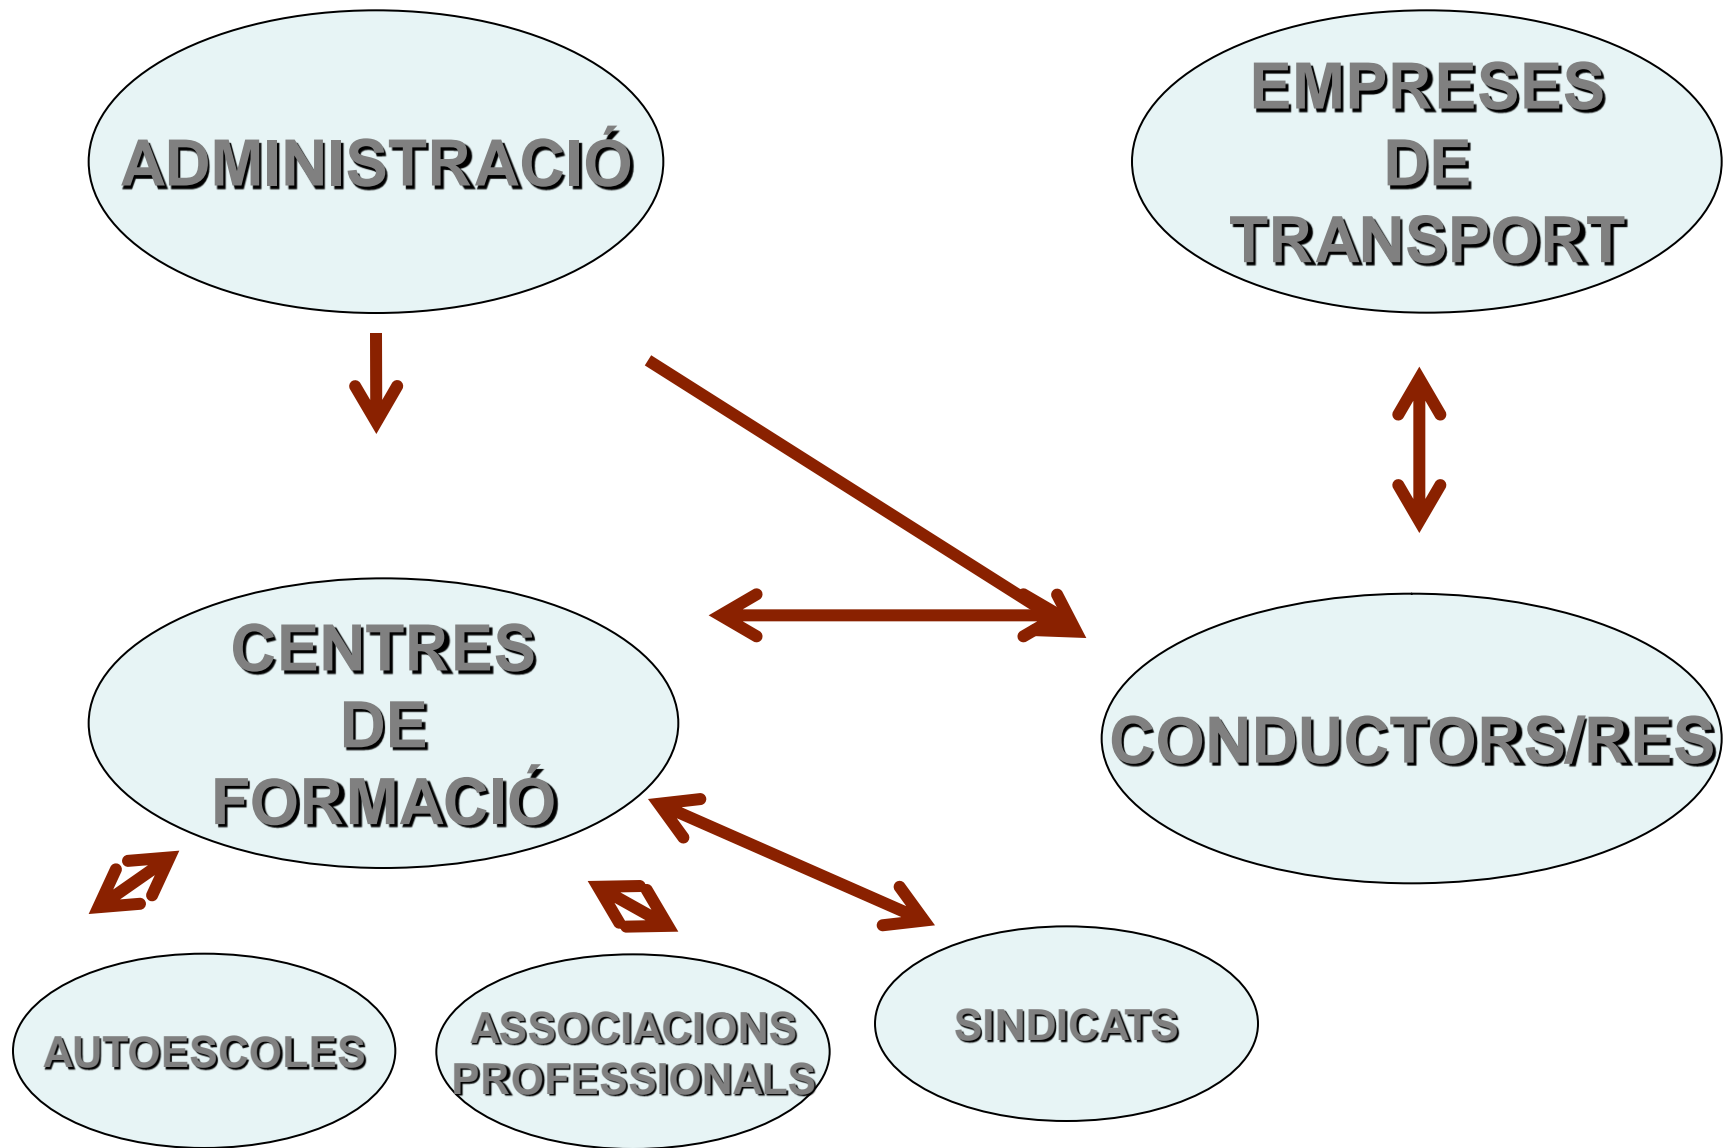 ADMINISTRACIÓ
EMPRESES
DE
TRANSPORT
CENTRES
DE
FORMACIÓ
CONDUCTORS/RES
AUTOESCOLES
ASSOCIACIONS
PROFESSIONALS
SINDICATS